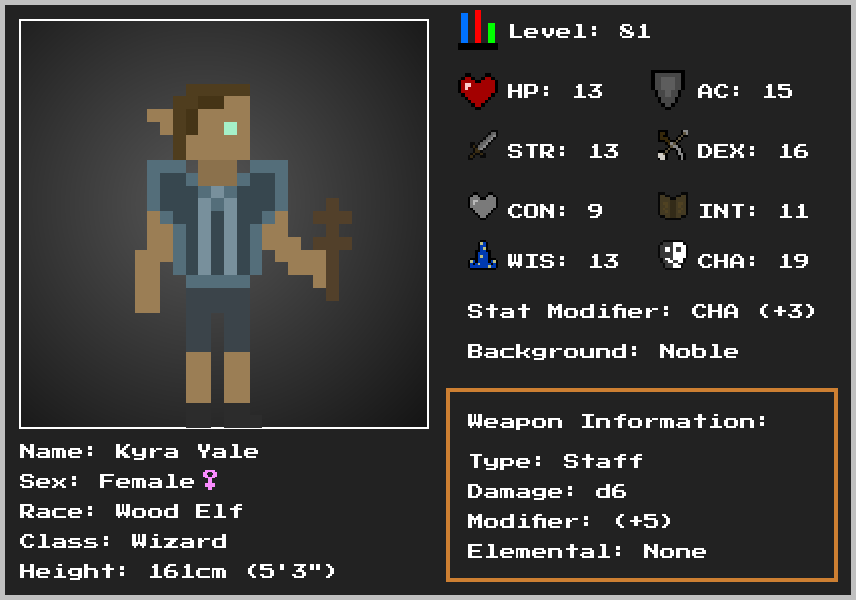 Level: 81
HP: 13
AC: 15
STR: 13
DEX: 16
CON: 9
INT: 11
WIS: 13
CHA: 19
Stat Modifier: CHA (+3)
Background: Noble
Weapon Information:
Type: Staff
Damage: d6
Modifier: (+5)
Elemental: None
Name: Kyra Yale
Sex: Female♀
Race: Wood Elf
Class: Wizard
Height: 161cm (5'3")